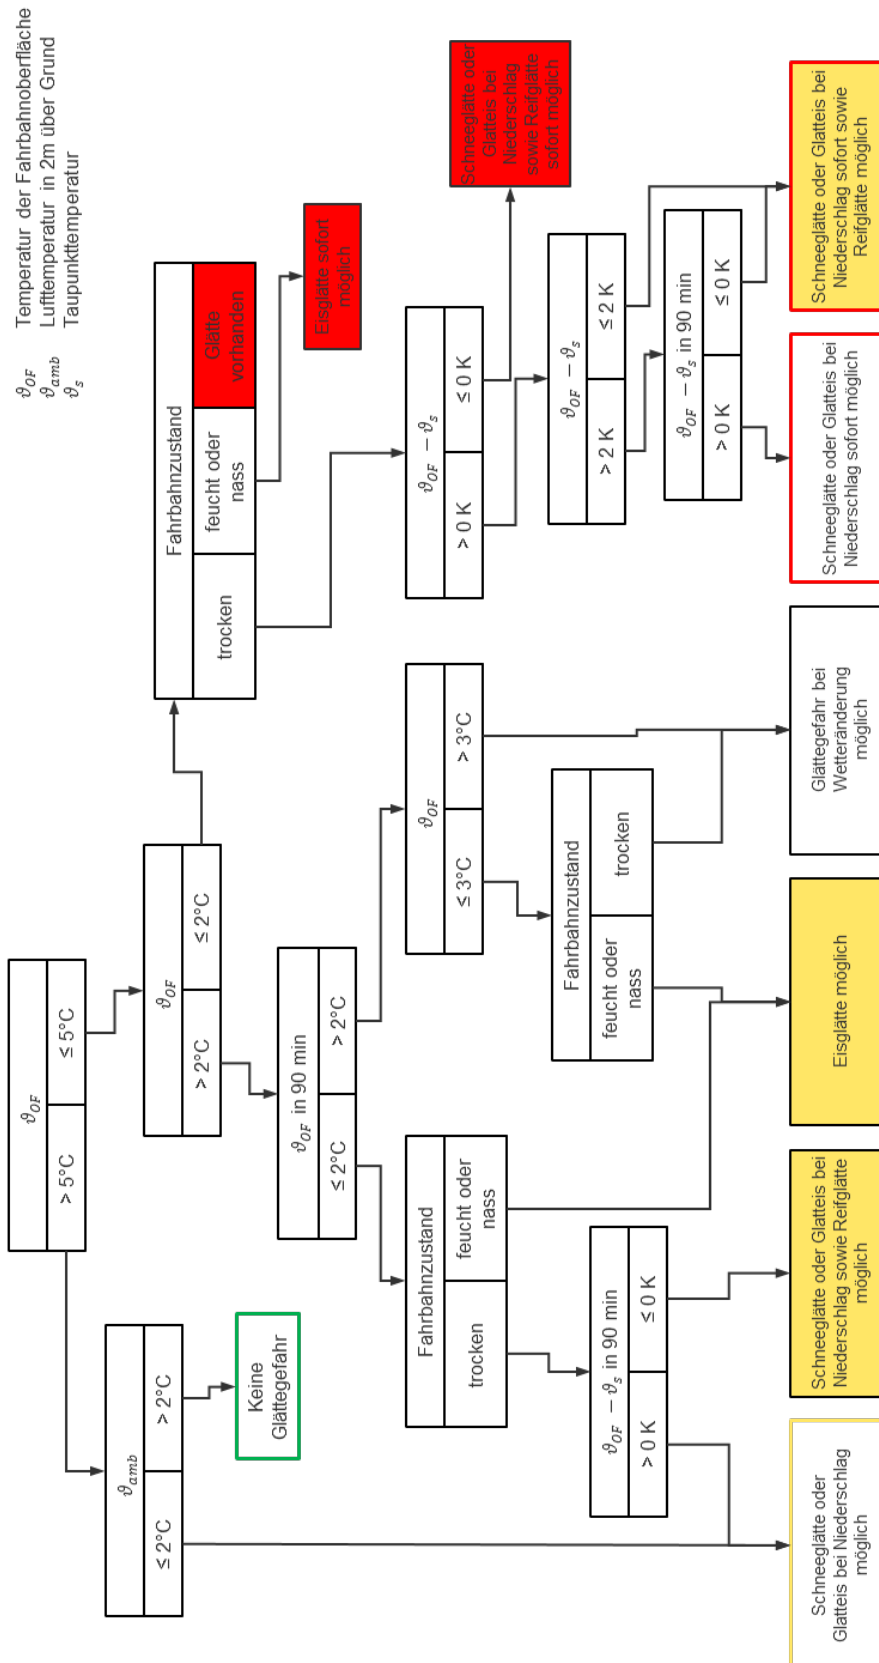 ϑ_OF Temperatur der Fahrbahnoberfläche
ϑ_amb Lufttemperatur in 2m über Grund
ϑ_s Taupunkttemperatur
ϑ_OF
> 5°C
≤ 5°C
ϑ_amb
≤ 2°C
> 2°C
Keine
Glättegefahr
ϑ_OF
> 2°C
≤ 2°C
Fahrbahnzustand
trocken
feucht oder
nass
Glätte
vorhanden
Eisglätte sofort
möglich
ϑ_OF in 90 min
≤ 2°C
> 2°C
Fahrbahnzustand
trocken
feucht oder
nass
ϑ_OF
≤ 3°C
> 3°C
ϑ_OF − ϑ_s
> 0 K
≤ 0 K
Schneeglätte oder
Glatteis bei
Niederschlag
sowie Reifglätte
sofort möglich
ϑ_OF − ϑ_s in 90 min
> 0 K
≤ 0 K
Fahrbahnzustand
feucht oder
nass
trocken
ϑ_OF − ϑ_s
> 2 K
≤ 2 K
ϑ_OF − ϑ_s in 90 min
> 0 K
≤ 0 K
Schneeglätte oder
Glatteis bei Niederschlag
möglich
Schneeglätte oder Glatteis bei
Niederschlag sowie Reifglätte
möglich
Eisglätte möglich
Glättegefahr bei
Wetteränderung
möglich
Schneeglätte oder Glatteis bei
Niederschlag sofort möglich
Schneeglätte oder Glatteis bei
Niederschlag sofort sowie
Reifglätte möglich